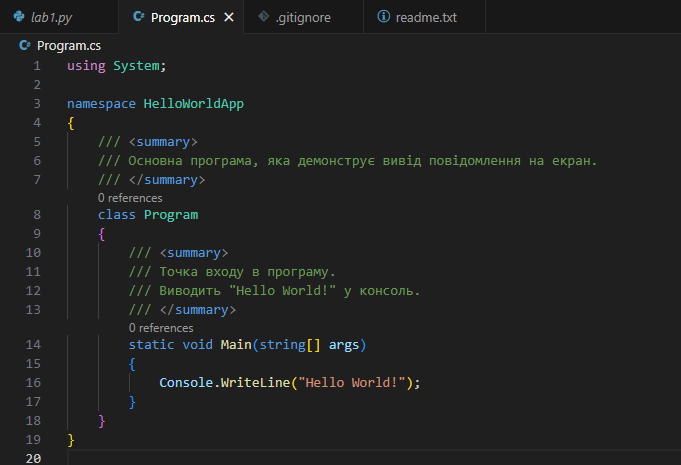 lab1.py Program.cs .gitignore readme.txt
Program.cs
1 using System;
2
3 namespace HelloWorldApp
4 {
5 /// <summary>
6 /// Основна програма, яка демонструє вивід повідомлення на екран.
7 /// </summary>
0 references
8 class Program
9 {
10 /// <summary>
11 /// Точка входу в програму.
12 /// Виводить "Hello World!" у консоль.
13 /// </summary>
0 references
14 static void Main(string[] args)
15 {
16 Console.WriteLine("Hello World!");
17 }
18 }
19 }
20